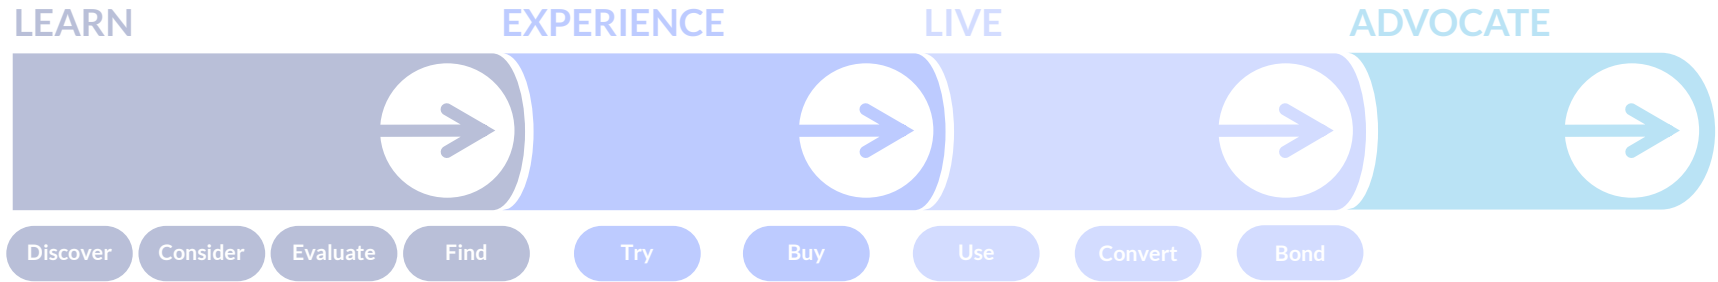 LEARN EXPERIENCE LIVE ADVOCATE
Discover Consider Evaluate Find Try Buy Use Convert Bond